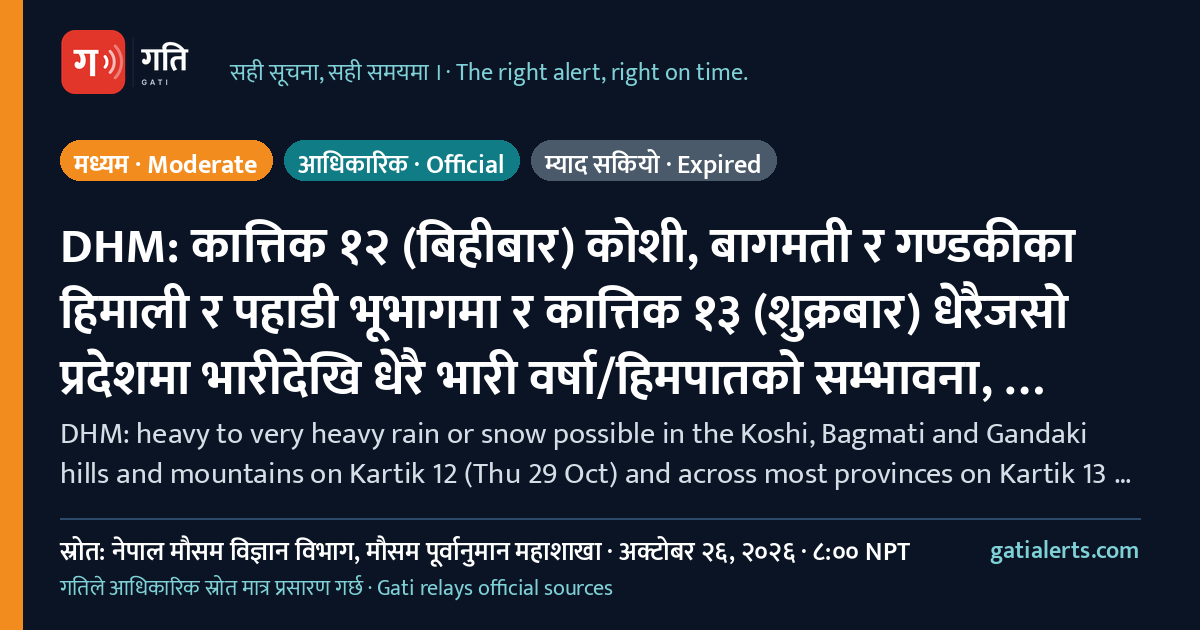 ग
गति
GATI
सही सूचना, सही समयमा । · The right alert, right on time.
मध्यम · Moderate
आधिकारिक · Official
म्याद सकियो · Expired
DHM: कात्तिक १२ (बिहीबार) कोशी, बागमती र गण्डकीका
हिमाली र पहाडी भूभागमा र कात्तिक १३ (शुक्रबार) धेरैजसो
प्रदेशमा भारीदेखि धेरै भारी वर्षा/हिमपातको सम्भावना, ...
DHM: heavy to very heavy rain or snow possible in the Koshi, Bagmati and Gandaki
hills and mountains on Kartik 12 (Thu 29 Oct) and across most provinces on Kartik 13 ...
स्रोत: नेपाल मौसम विज्ञान विभाग, मौसम पूर्वानुमान महाशाखा · अक्टोबर २६, २०२६ · ८:०० NPT
gatialerts.com
गतिले आधिकारिक स्रोत मात्र प्रसारण गर्छ · Gati relays official sources